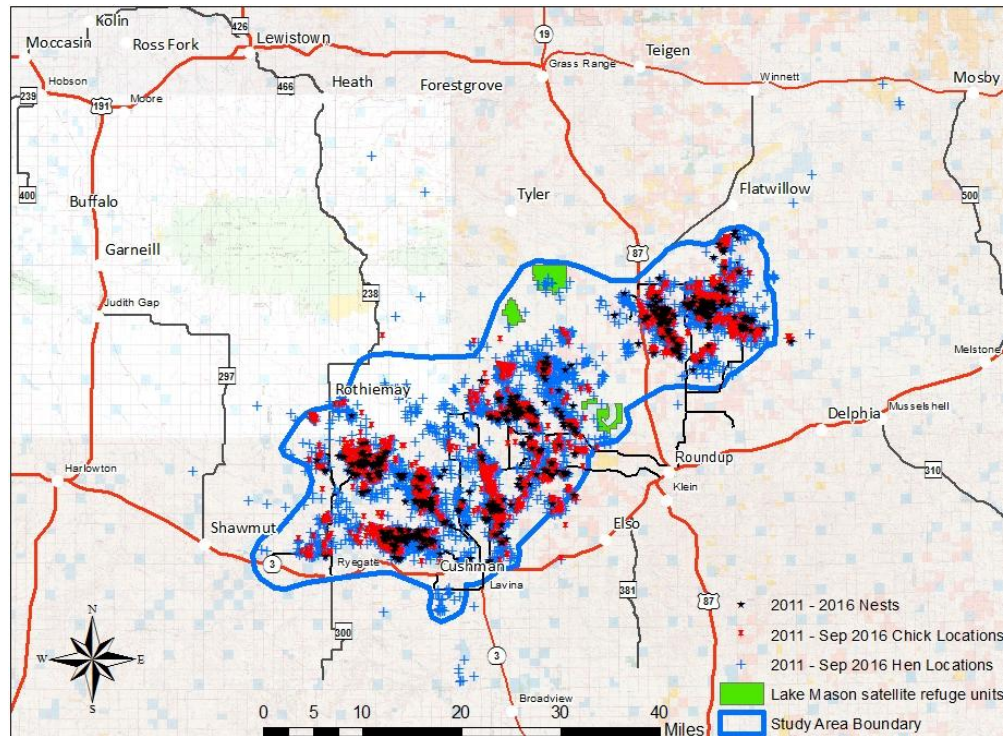 Kolin
426
Moccasin
Ross Fork
Lewistown
19
Teigen
Grass Range
Hobson
466
Heath
Forestgrove
Winnett
Mosby
239
191
Moore
400
Buffalo
Tyler
Flatwillow
500
Garneill
87
238
Judith Gap
297
Rothiemay
Melstone
Delphia
Musselshell
Harlowton
Roundup
Klein
310
Shawmut
Elso
3
Ryegate
Cushman
Lavina
381
87
300
3
Broadview
N
W
E
S
0 5 10 20 30 40
Miles
2011 - 2016 Nests
2011 - Sep 2016 Chick Locations
2011 - Sep 2016 Hen Locations
Lake Mason satellite refuge units
Study Area Boundary